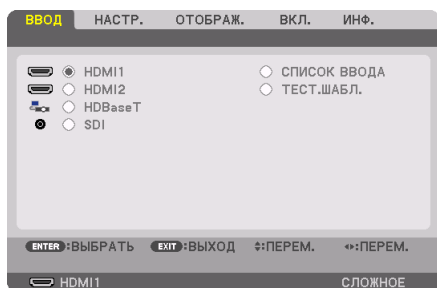 ВВОД НАСТР. ОТОБРАЖ. ВКЛ. ИНФ.
HDMI1 СПИСОК ВВОДА
HDMI2 ТЕСТ.ШАБЛ.
HDBaseT
SDI
ENTER:ВЫБРАТЬ EXIT:ВЫХОД :ПЕРЕМ. :ПЕРЕМ.
HDMI1 СЛОЖНОЕ